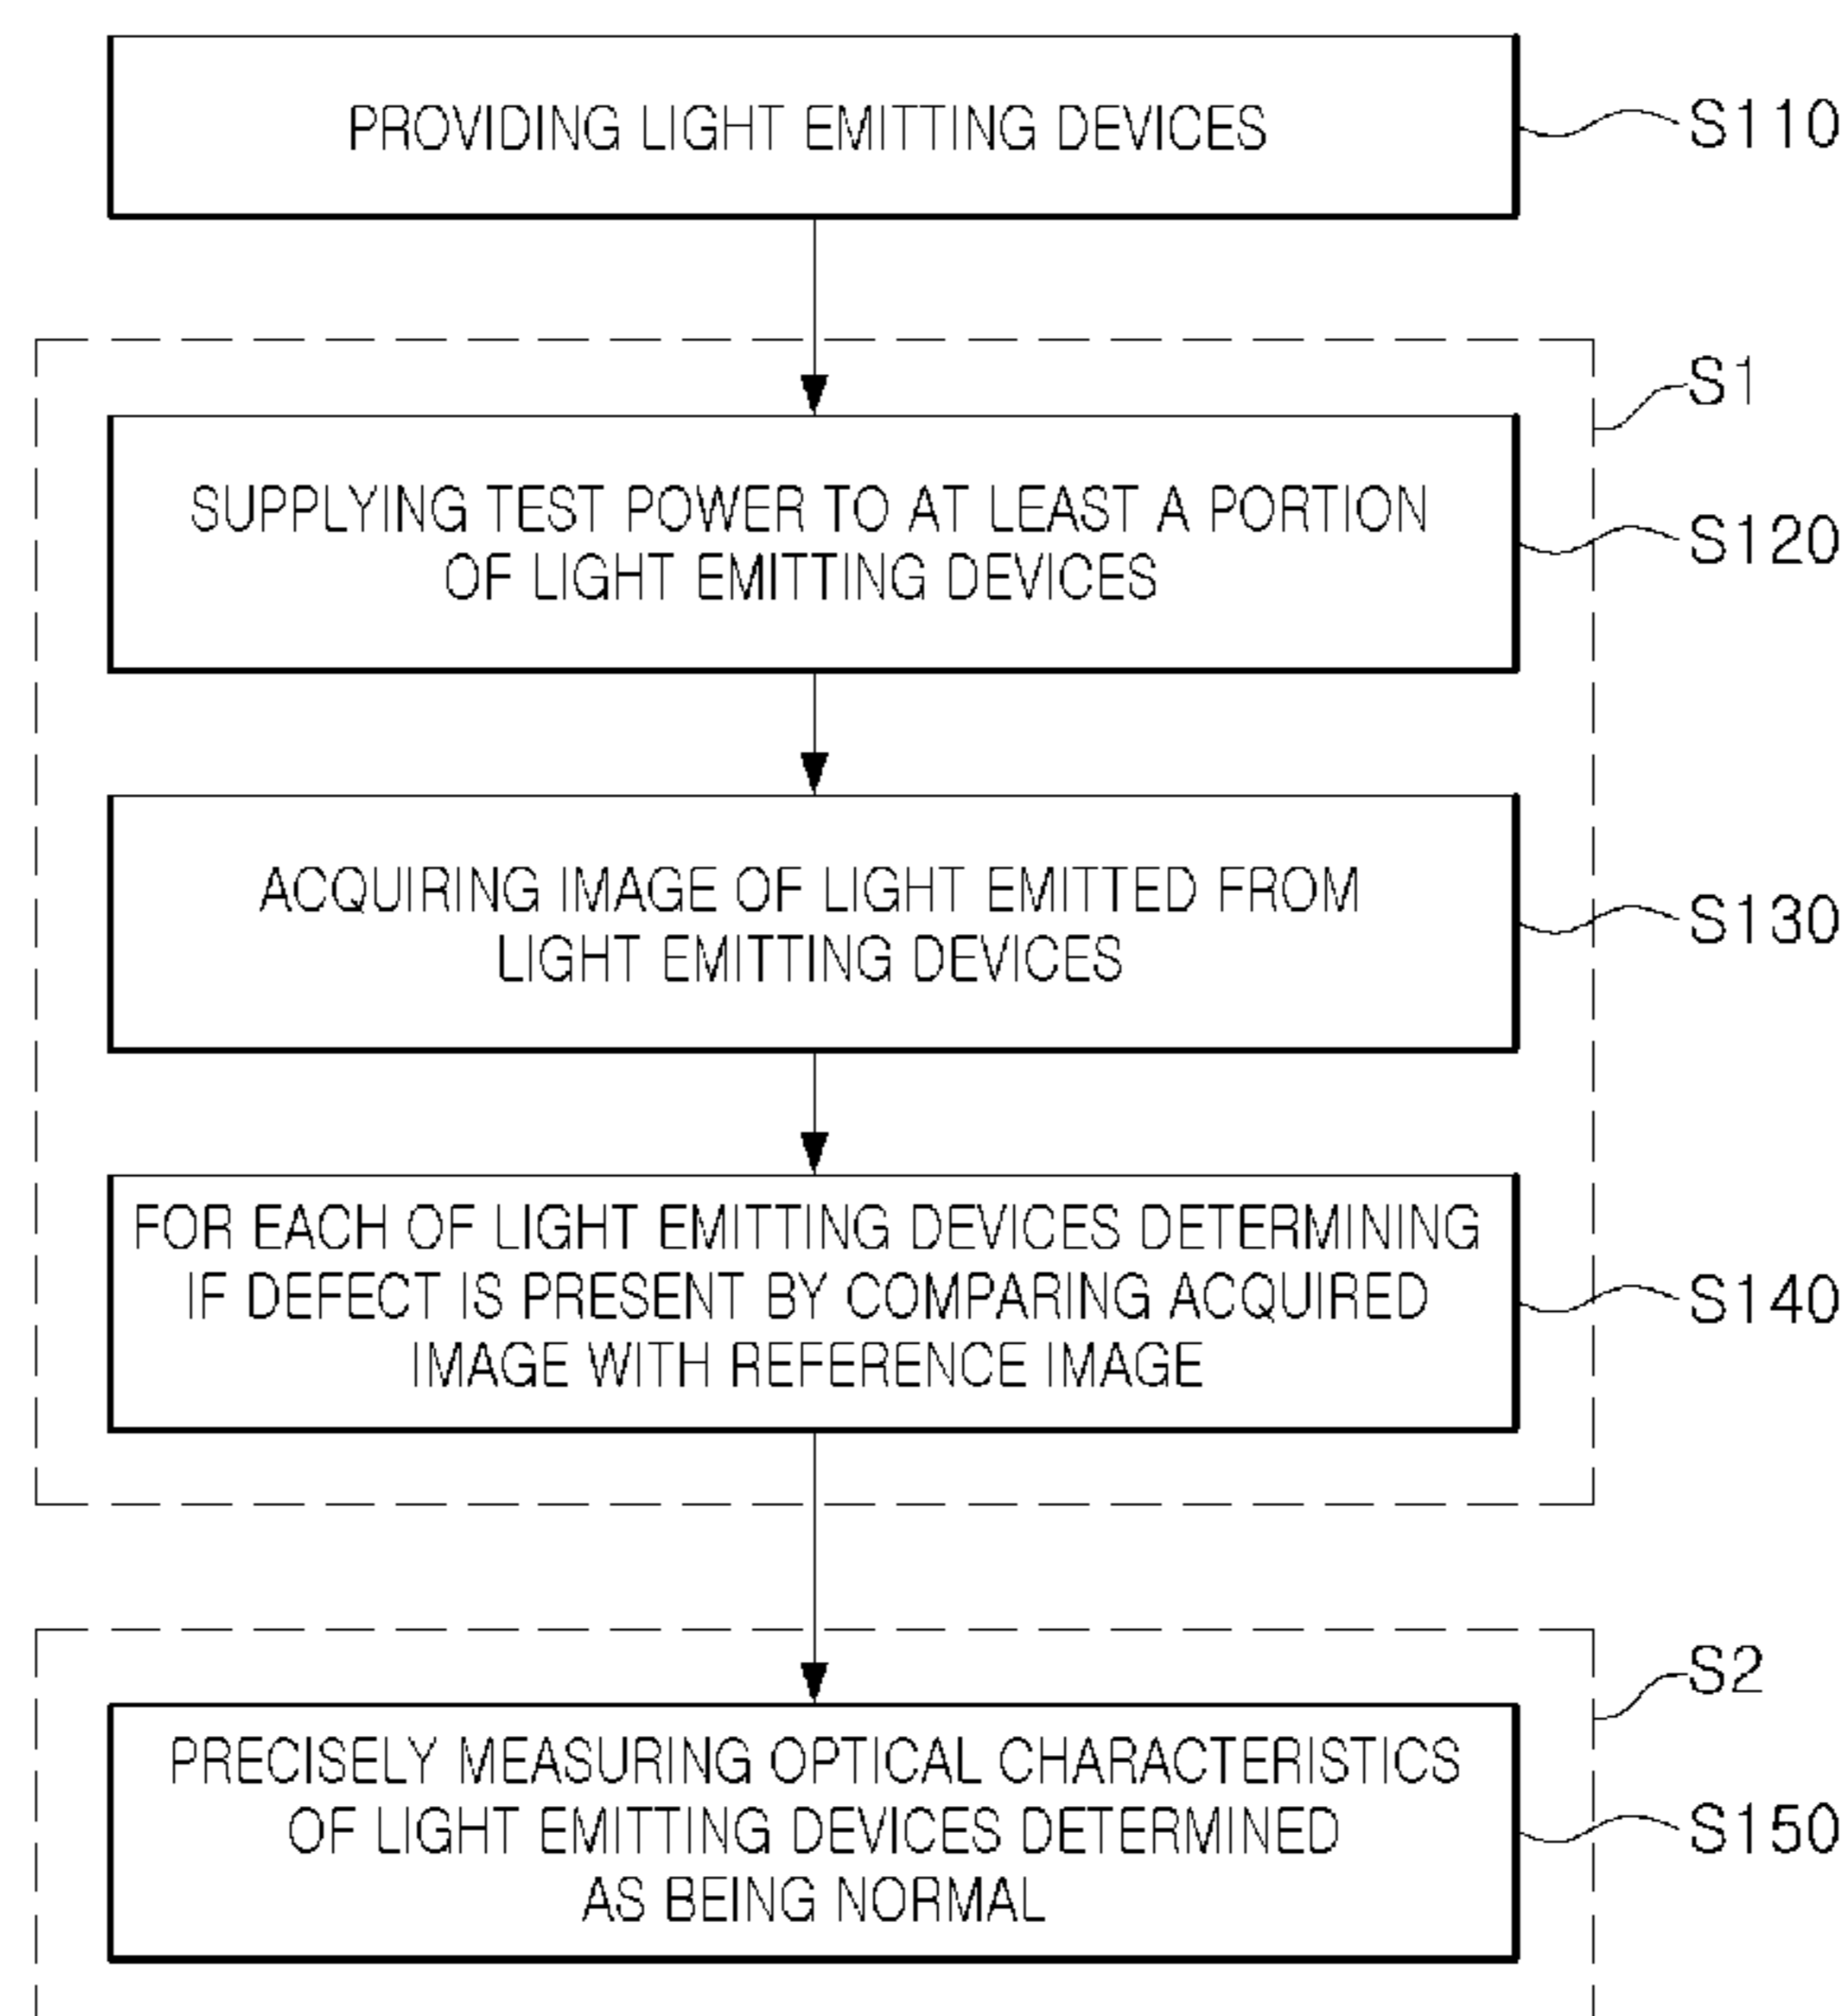 PROVIDING LIGHT EMITTING DEVICES
S110
S1
SUPPLYING TEST POWER TO AT LEAST A PORTION
OF LIGHT EMITTING DEVICES
S120
ACQUIRING IMAGE OF LIGHT EMITTED FROM
LIGHT EMITTING DEVICES
S130
FOR EACH OF LIGHT EMITTING DEVICES DETERMINING
IF DEFECT IS PRESENT BY COMPARING ACQUIRED
IMAGE WITH REFERENCE IMAGE
S140
S2
PRECISELY MEASURING OPTICAL CHARACTERISTICS
OF LIGHT EMITTING DEVICES DETERMINED
AS BEING NORMAL
S150